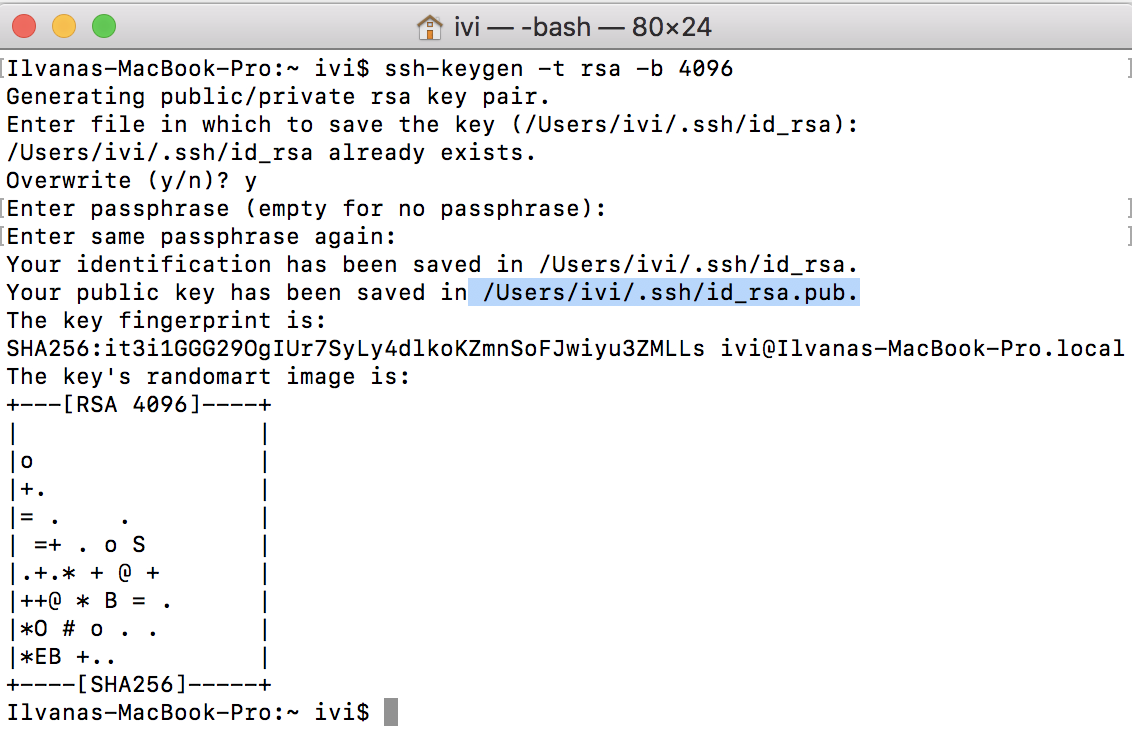 ivi — -bash — 80×24
Ilvanas-MacBook-Pro:~ ivi$ ssh-keygen -t rsa -b 4096
Generating public/private rsa key pair.
Enter file in which to save the key (/Users/ivi/.ssh/id_rsa):
/Users/ivi/.ssh/id_rsa already exists.
Overwrite (y/n)? y
Enter passphrase (empty for no passphrase):
Enter same passphrase again:
Your identification has been saved in /Users/ivi/.ssh/id_rsa.
Your public key has been saved in /Users/ivi/.ssh/id_rsa.pub.
The key fingerprint is:
SHA256:it3i1GGG29OgIUr7SyLy4dlkoKZmnSoFJwiyu3ZMLLs ivi@Ilvanas-MacBook-Pro.local
The key's randomart image is:
+---[RSA 4096]----+
|                 |
|o                |
|+.               |
|= .    .         |
| =+ . o S        |
|.+.* + @ +       |
|++@ * B = .      |
|*O # o . .       |
|*EB +..          |
+----[SHA256]-----+
Ilvanas-MacBook-Pro:~ ivi$